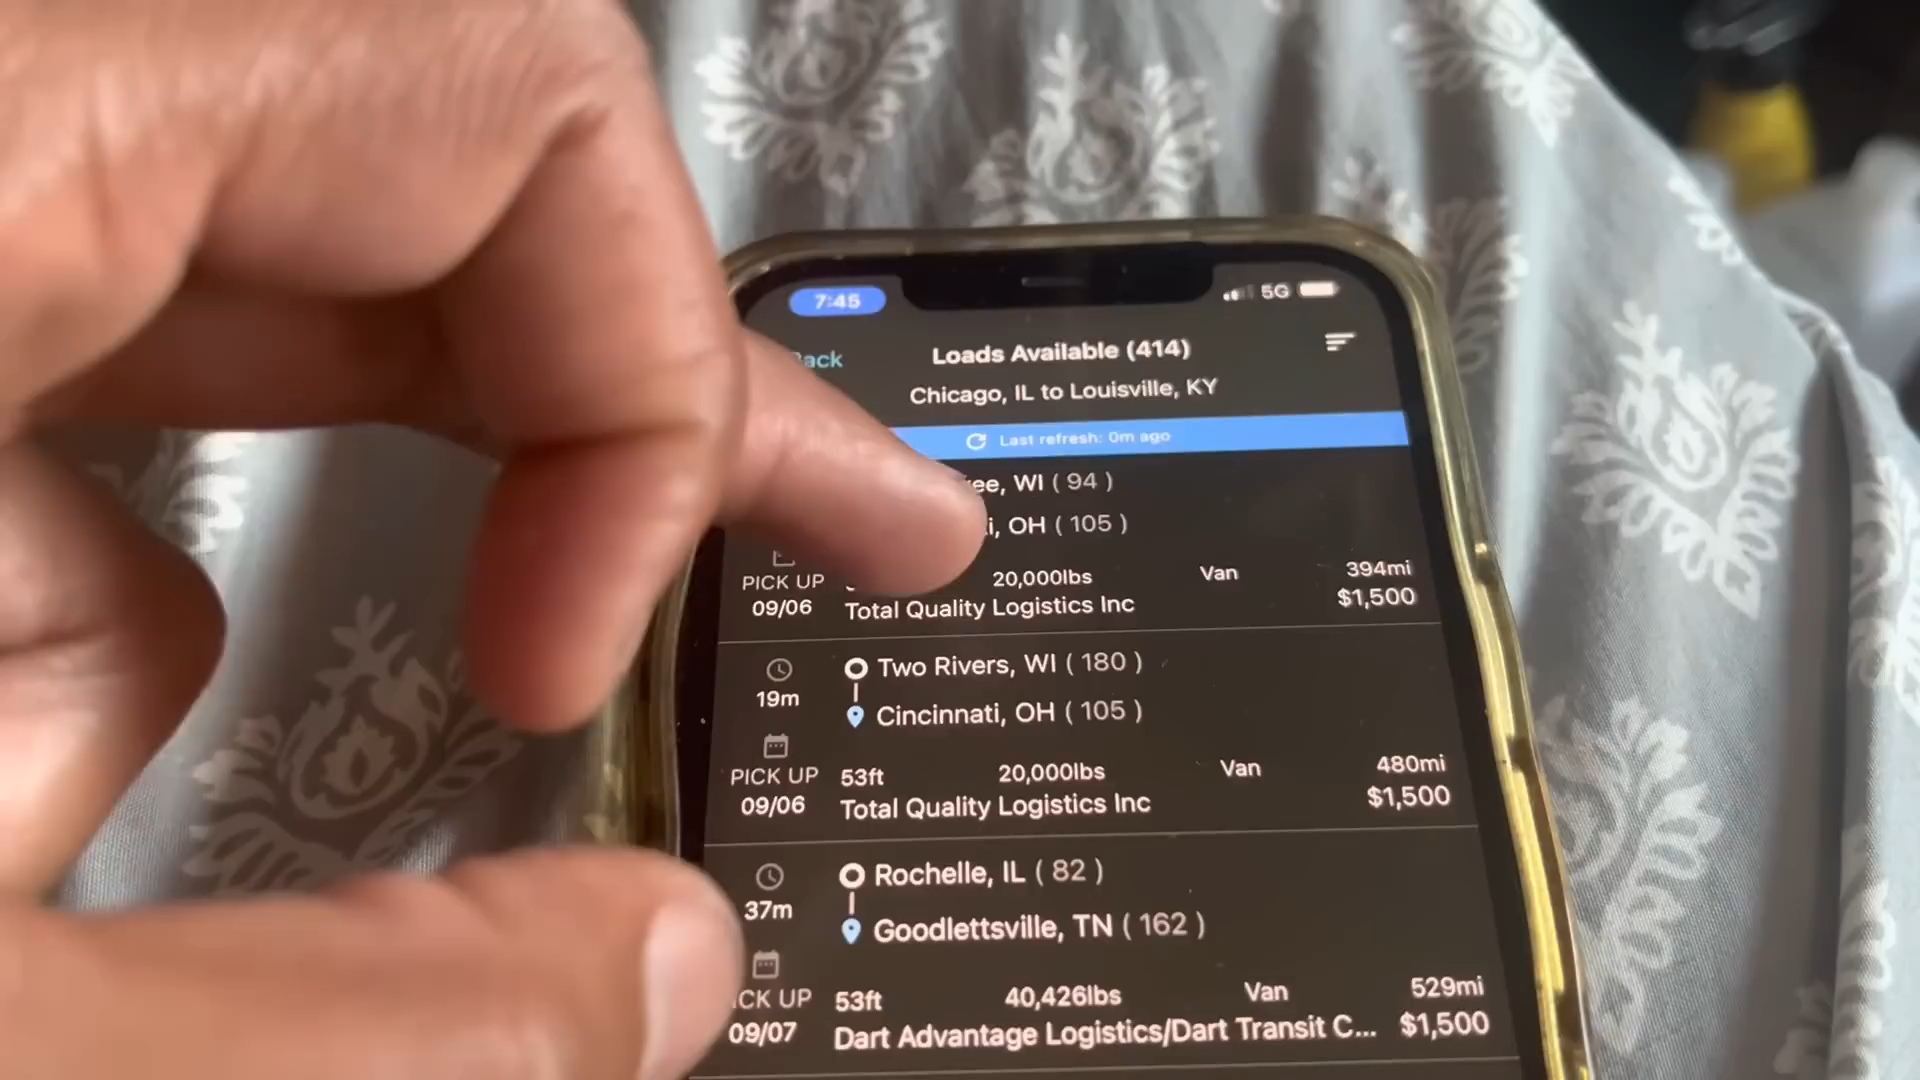 7:45 5G
Loads Available (414)
Chicago, IL to Louisville, KY
Last refresh: 0m ago
WI ( 94 )
OH ( 105 )
PICK UP 20,000lbs Van 394mi
09/06 Total Quality Logistics Inc $1,500
Two Rivers, WI ( 180 )
19m
Cincinnati, OH ( 105 )
PICK UP 53ft 20,000lbs Van 480mi
09/06 Total Quality Logistics Inc $1,500
Rochelle, IL ( 82 )
37m
Goodlettsville, TN ( 162 )
UP 53ft 40,426lbs Van 529mi
09/07 Dart Advantage Logistics/Dart Transit C... $1,500